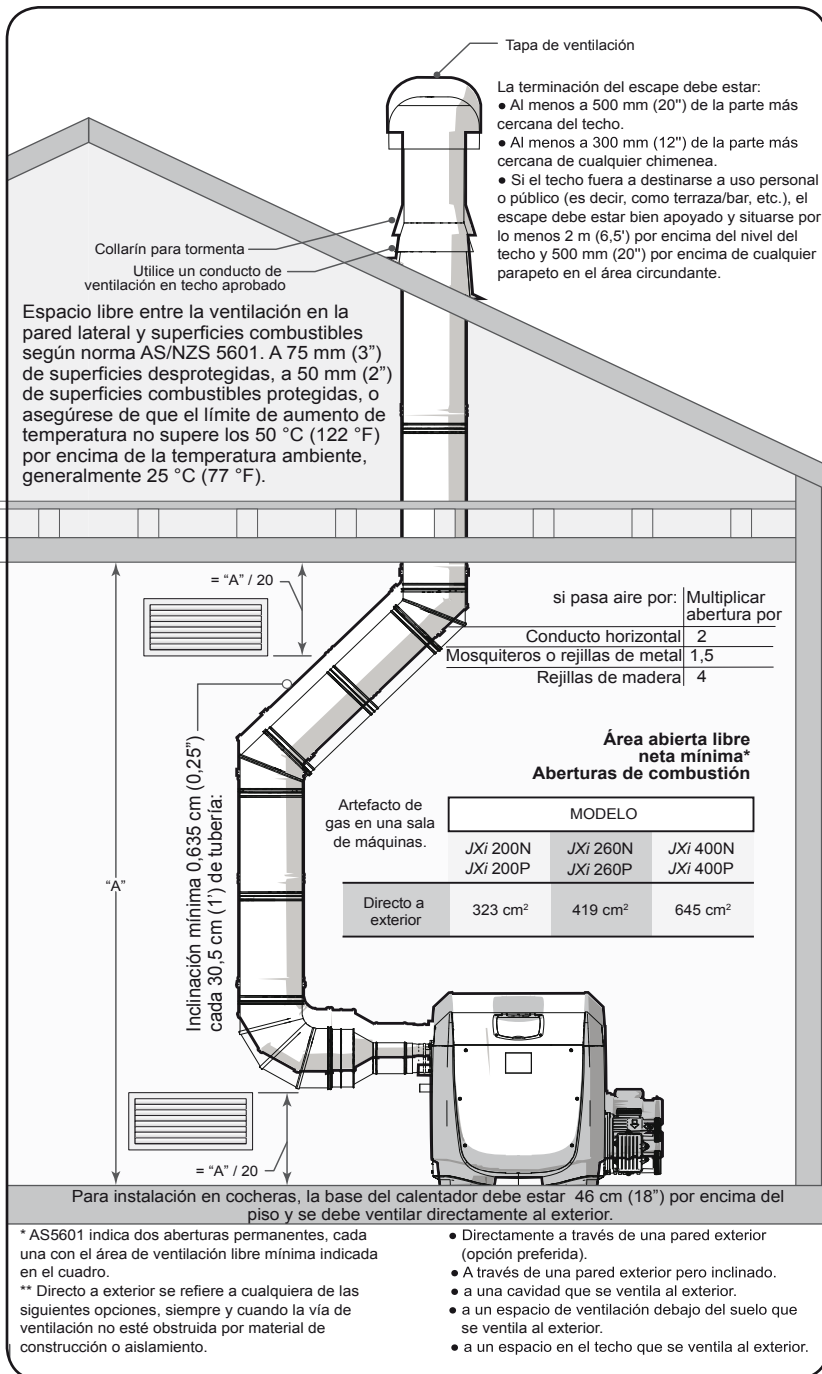 Tapa de ventilación
La terminación del escape debe estar:
● Al menos a 500 mm (20") de la parte más
cercana del techo.
● Al menos a 300 mm (12") de la parte más
cercana de cualquier chimenea.
● Si el techo fuera a destinarse a uso personal
o público (es decir, como terraza/bar, etc.), el
escape debe estar bien apoyado y situarse por
lo menos 2 m (6,5') por encima del nivel del
techo y 500 mm (20") por encima de cualquier
parapeto en el área circundante.
Collarín para tormenta
Utilice un conducto de
ventilación en techo aprobado
Espacio libre entre la ventilación en la
pared lateral y superficies combustibles
según norma AS/NZS 5601. A 75 mm (3”)
de superficies desprotegidas, a 50 mm (2”)
de superficies combustibles protegidas, o
asegúrese de que el límite de aumento de
temperatura no supere los 50 °C (122 °F)
por encima de la temperatura ambiente,
generalmente 25 °C (77 °F).
= “A” / 20
si pasa aire por: Multiplicar
abertura por
Conducto horizontal 2
Mosquiteros o rejillas de metal 1,5
Rejillas de madera 4
Inclinación mínima 0,635 cm (0,25”)
cada 30,5 cm (1') de tubería:
“A”
Área abierta libre
neta mínima*
Aberturas de combustión
Artefacto de
gas en una sala
de máquinas.
MODELO
JXi 200N JXi 260N JXi 400N
JXi 200P JXi 260P JXi 400P
Directo a
exterior
323 cm² 419 cm² 645 cm²
= “A” / 20
Para instalación en cocheras, la base del calentador debe estar 46 cm (18”) por encima del
piso y se debe ventilar directamente al exterior.
* AS5601 indica dos aberturas permanentes, cada
una con el área de ventilación libre mínima indicada
en el cuadro.
** Directo a exterior se refiere a cualquiera de las
siguientes opciones, siempre y cuando la vía de
ventilación no esté obstruida por material de
construcción o aislamiento.
● Directamente a través de una pared exterior
(opción preferida).
● A través de una pared exterior pero inclinado.
● a una cavidad que se ventila al exterior.
● a un espacio de ventilación debajo del suelo que
se ventila al exterior.
● a un espacio en el techo que se ventila al exterior.